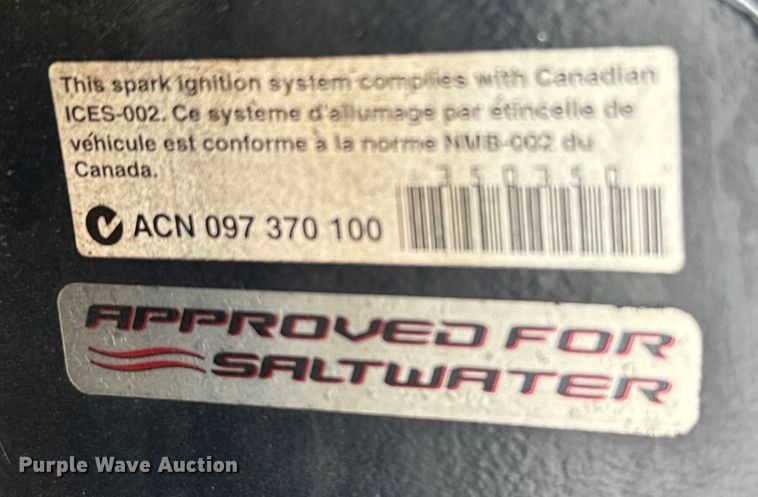 This spark ignition system complies with Canadian
ICES-002. Ce systeme d'allumage par étincelle de
véhicule est conforme à la norme NMB-002 du
Canada.
350350
ACN 097 370 100
APPROVED FOR
SALTWATER
Purple Wave Auction